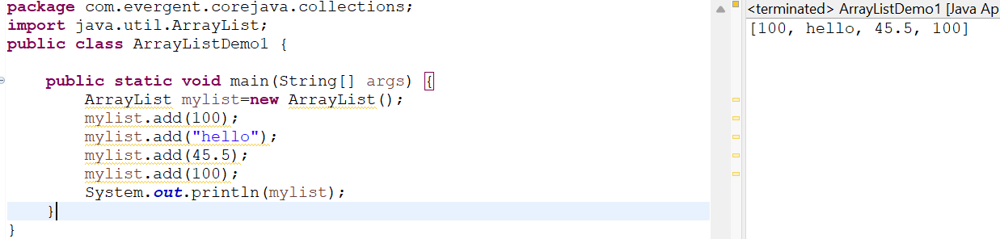 package com.evergent.corejava.collections;
import java.util.ArrayList;
public class ArrayListDemo1 {
public static void main(String[] args) {
ArrayList mylist=new ArrayList();
mylist.add(100);
mylist.add("hello");
mylist.add(45.5);
mylist.add(100);
System.out.println(mylist);
}
}
<terminated> ArrayListDemo1 [Java Ap
[100, hello, 45.5, 100]